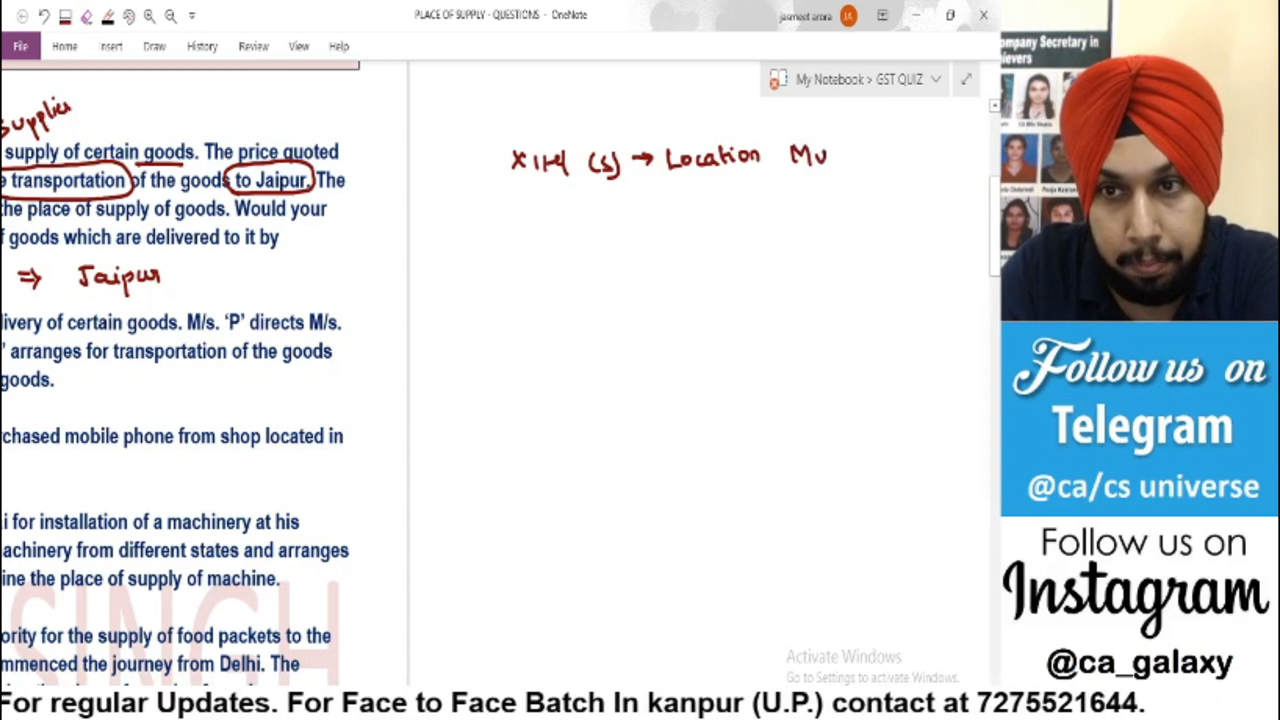 PLACE OF SUPPLY - QUESTIONS - OneNote
jasmeet arora JA
File Home Insert Draw History Review View Help
My Notebook > GST QUIZ
ompany Secretary in
ievers
supplies
supply of certain goods. The price quoted
e transportation of the goods to Jaipur. The
the place of supply of goods. Would your
f goods which are delivered to it by
⇒ Jaipur
livery of certain goods. M/s. ‘P’ directs M/s.
’ arranges for transportation of the goods
goods.
rchased mobile phone from shop located in
i for installation of a machinery at his
achinery from different states and arranges
ine the place of supply of machine.
SINGH
ority for the supply of food packets to the
mmenced the journey from Delhi. The
(S) → Location Mu
Activate Windows
Go to Settings to activate Windows.
Follow us on
Telegram
@ca/cs universe
Follow us on
Instagram
@ca_galaxy
For regular Updates. For Face to Face Batch In kanpur (U.P.) contact at 7275521644.